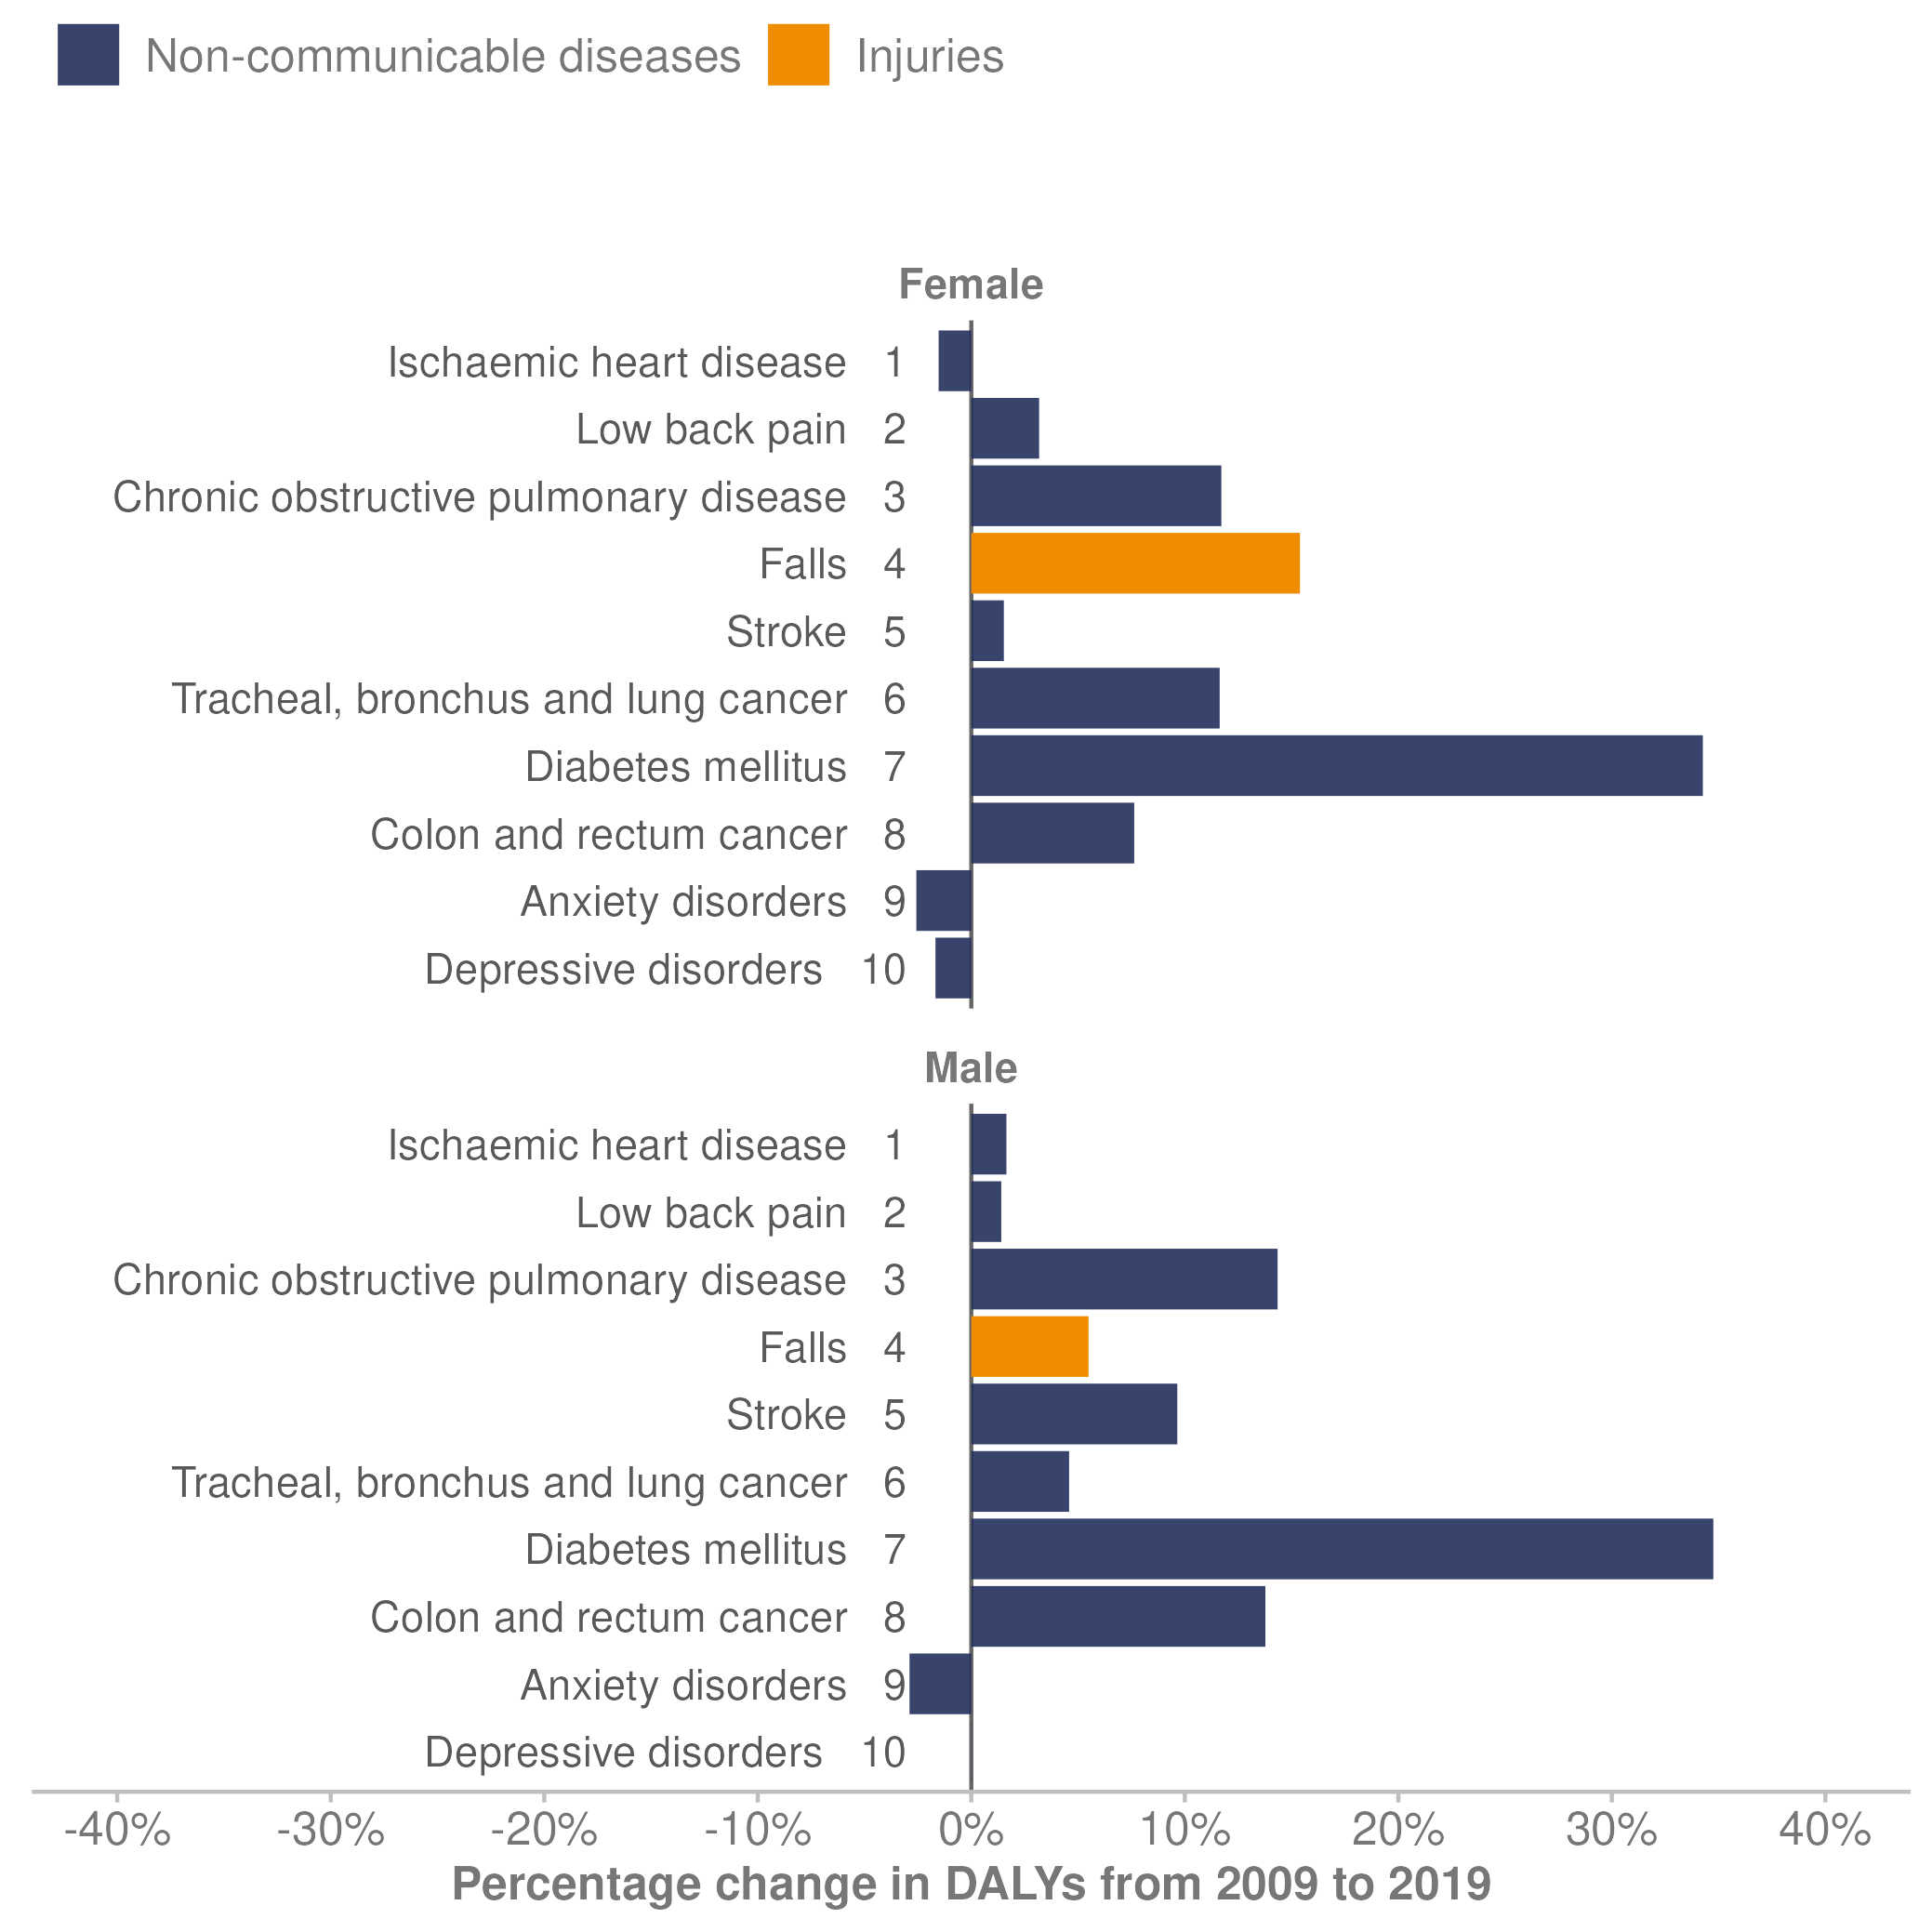 Non-communicable diseases Injuries
Female
Ischaemic heart disease 1
Low back pain 2
Chronic obstructive pulmonary disease 3
Falls 4
Stroke 5
Tracheal, bronchus and lung cancer 6
Diabetes mellitus 7
Colon and rectum cancer 8
Anxiety disorders 9
Depressive disorders 10
Male
Ischaemic heart disease 1
Low back pain 2
Chronic obstructive pulmonary disease 3
Falls 4
Stroke 5
Tracheal, bronchus and lung cancer 6
Diabetes mellitus 7
Colon and rectum cancer 8
Anxiety disorders 9
Depressive disorders 10
-40% -30% -20% -10% 0% 10% 20% 30% 40%
Percentage change in DALYs from 2009 to 2019